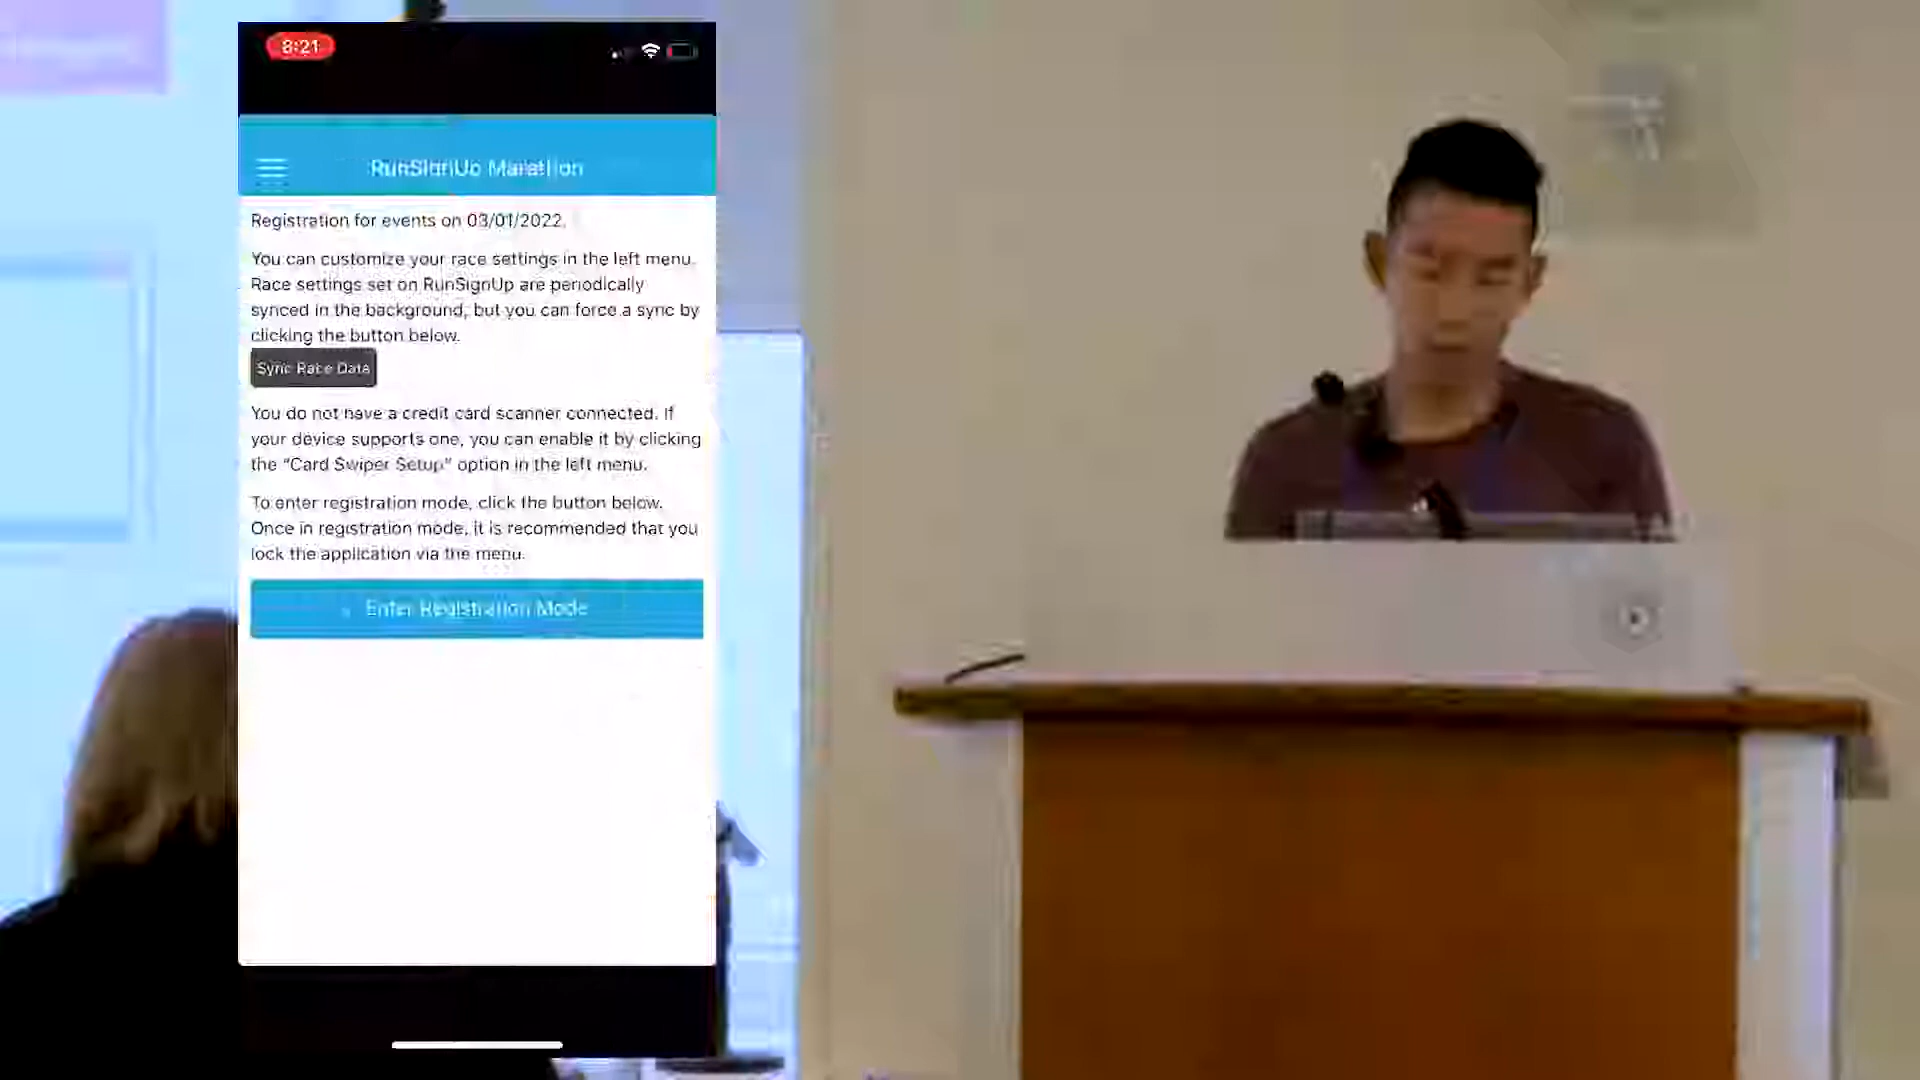 8:21
RunSignUp Marathon
Registration for events on 03/01/2022.
You can customize your race settings in the left menu.
Race settings set on RunSignUp are periodically
synced in the background, but you can force a sync by
clicking the button below.
Sync Race Data
You do not have a credit card scanner connected. If
your device supports one, you can enable it by clicking
the "Card Swiper Setup" option in the left menu.
To enter registration mode, click the button below.
Once in registration mode, it is recommended that you
lock the application via the menu.
Enter Registration Mode